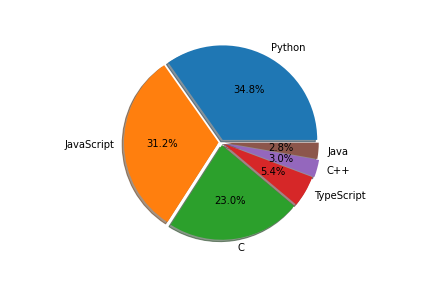 Python
34.8%
JavaScript
31.2%
C
23.0%
TypeScript
5.4%
C++
3.0%
Java
2.8%